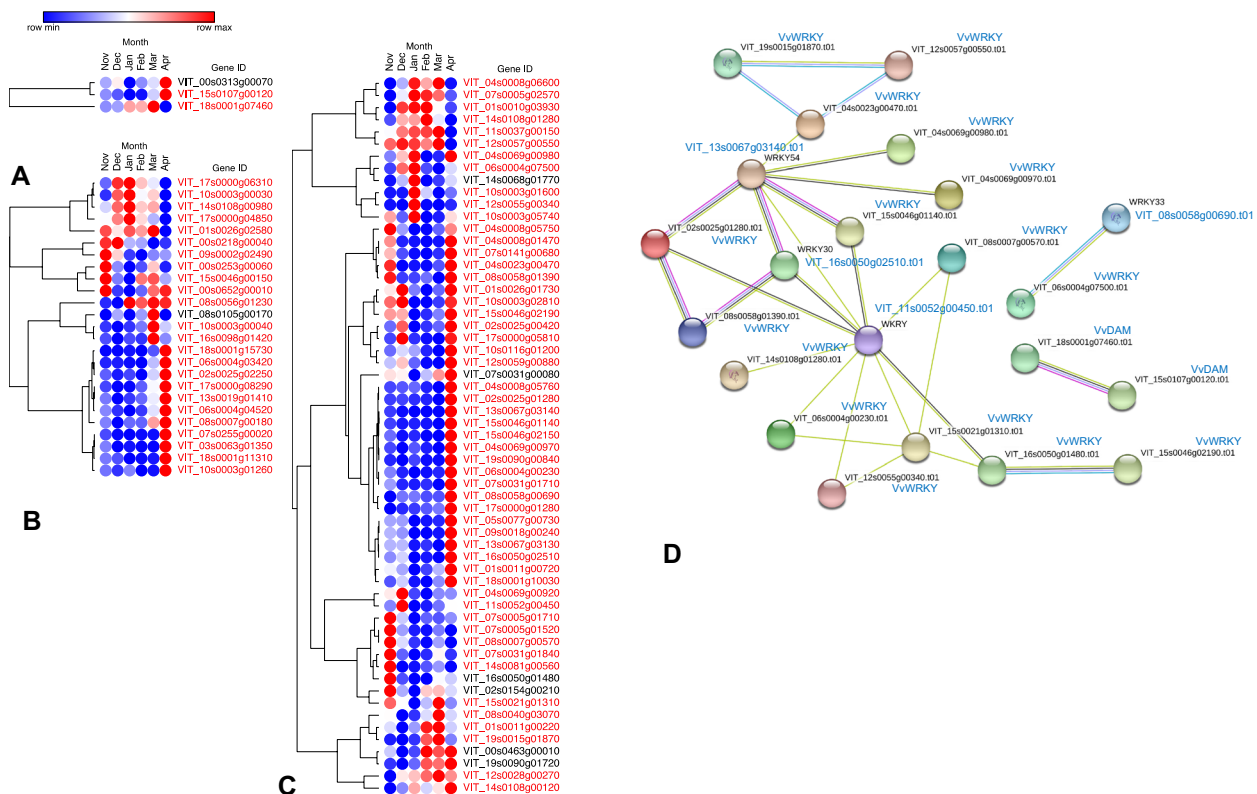 row min
row max
Month
Nov
Dec
Jan
Feb
Mar
Apr
Gene ID
VIT_00s0313g00070
VIT_15s0107g00120
VIT_18s0001g07460
A
Month
Nov
Dec
Jan
Feb
Mar
Apr
Gene ID
VIT_17s0000g06310
VIT_10s0003g00030
VIT_14s0108g00980
VIT_17s0000g04850
VIT_01s0026g02580
VIT_00s0218g00040
VIT_09s0002g02490
VIT_00s0253g00060
VIT_15s0046g00150
VIT_00s0652g00010
VIT_08s0056g01230
VIT_08s0105g00170
VIT_10s0003g00040
VIT_16s0098g01420
VIT_18s0001g15730
VIT_06s0004g03420
VIT_02s0025g02250
VIT_17s0000g08290
VIT_13s0019g01410
VIT_06s0004g04520
VIT_08s0007g00180
VIT_07s0255g00020
VIT_03s0063g01350
VIT_18s0001g11310
VIT_10s0003g01260
B
Month
Nov
Dec
Jan
Feb
Mar
Apr
Gene ID
VIT_04s0008g06600
VIT_07s0005g02570
VIT_01s0010g03930
VIT_14s0108g01280
VIT_11s0037g00150
VIT_12s0057g00550
VIT_04s0069g00980
VIT_06s0004g07500
VIT_14s0068g01770
VIT_10s0003g01600
VIT_12s0055g00340
VIT_10s0003g05740
VIT_04s0008g05750
VIT_04s0008g01470
VIT_07s0141g00680
VIT_04s0023g00470
VIT_08s0058g01390
VIT_01s0026g01730
VIT_10s0003g02810
VIT_15s0046g02190
VIT_02s0025g00420
VIT_17s0000g05810
VIT_10s0116g01200
VIT_12s0059g00880
VIT_07s0031g00080
VIT_04s0008g05760
VIT_02s0025g01280
VIT_13s0067g03140
VIT_15s0046g01140
VIT_15s0046g02150
VIT_04s0069g00970
VIT_19s0090g00840
VIT_06s0004g00230
VIT_07s0031g01710
VIT_08s0058g00690
VIT_17s0000g01280
VIT_05s0077g00730
VIT_09s0018g00240
VIT_13s0067g03130
VIT_16s0050g02510
VIT_01s0011g00720
VIT_18s0001g10030
VIT_04s0069g00920
VIT_11s0052g00450
VIT_07s0005g01710
VIT_07s0005g01520
VIT_08s0007g00570
VIT_07s0031g01840
VIT_14s0081g00560
VIT_16s0050g01480
VIT_02s0154g00210
VIT_15s0021g01310
VIT_08s0040g03070
VIT_01s0011g00220
VIT_19s0015g01870
VIT_00s0463g00010
VIT_19s0090g01720
VIT_12s0028g00270
VIT_14s0108g00120
C
VvWRKY
VIT_19s0015g01870.t01
VvWRKY
VIT_12s0057g00550.t01
VvWRKY
VIT_04s0023g00470.t01
VvWRKY
VIT_04s0069g00980.t01
VIT_13s0067g03140.t01
WRKY54
VvWRKY
VIT_04s0069g00970.t01
VvWRKY
VIT_15s0046g01140.t01
WRKY33
VIT_08s0058g00690.t01
VIT_02s0025g01280.t01
VvWRKY
WRKY30
VIT_16s0050g02510.t01
VIT_08s0007g00570.t01
VvWRKY
VIT_06s0004g07500.t01
VIT_11s0052g00450.t01
WKRY
VIT_08s0058g01390.t01
VvWRKY
VvWRKY
VIT_14s0108g01280.t01
VvDAM
VIT_18s0001g07460.t01
VvDAM
VIT_15s0107g00120.t01
VvWRKY
VIT_06s0004g00230.t01
VIT_15s0021g01310.t01
VvWRKY
VIT_16s0050g01480.t01
VvWRKY
VIT_15s0046g02190.t01
VIT_12s0055g00340.t01
VvWRKY
D